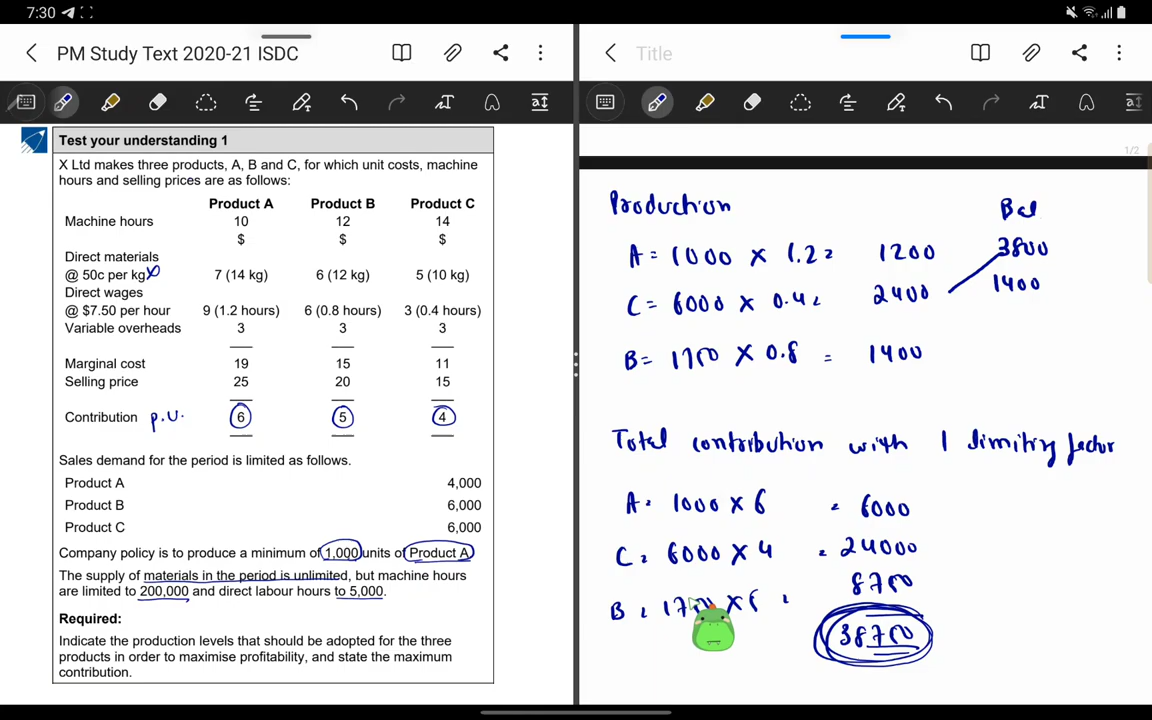 7:30
PM Study Text 2020-21 ISDC
Test your understanding 1
X Ltd makes three products, A, B and C, for which unit costs, machine
hours and selling prices are as follows:
Product A Product B Product C
Machine hours 10 12 14
$ $ $
Direct materials
@ 50c per kg 7 (14 kg) 6 (12 kg) 5 (10 kg)
Direct wages
@ $7.50 per hour 9 (1.2 hours) 6 (0.8 hours) 3 (0.4 hours)
Variable overheads 3 3 3
Marginal cost 19 15 11
Selling price 25 20 15
Contribution p.u. 6 5 4
Sales demand for the period is limited as follows.
Product A 4,000
Product B 6,000
Product C 6,000
Company policy is to produce a minimum of 1,000 units of Product A.
The supply of materials in the period is unlimited, but machine hours
are limited to 200,000 and direct labour hours to 5,000.
Required:
Indicate the production levels that should be adopted for the three
products in order to maximise profitability, and state the maximum
contribution.
Title
1/2
Production
Bal
A = 1000 x 1.2 = 1200 3800
C = 6000 x 0.4 = 2400 1400
B = 1750 x 0.8 = 1400
Total contribution with 1 limiting factor
A = 1000 x 6 = 6000
C = 6000 x 4 = 24000
B = x = 8750
38750